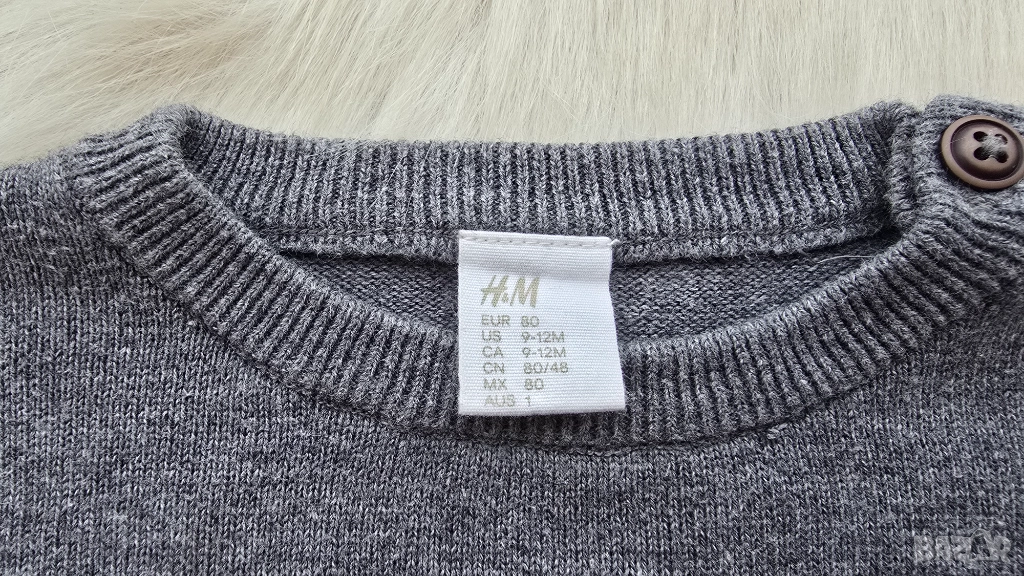 H&M
EUR 80
US 9-12M
CA 9-12M
CN 80/48
MX 80
AUS 1